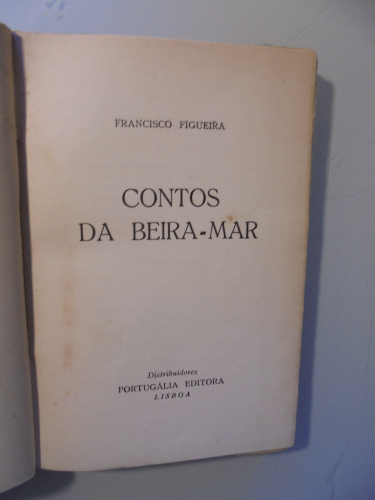 FRANCISCO FIGUEIRA
CONTOS
DA BEIRA-MAR
Distribuidores
PORTUGÁLIA EDITORA
LISBOA